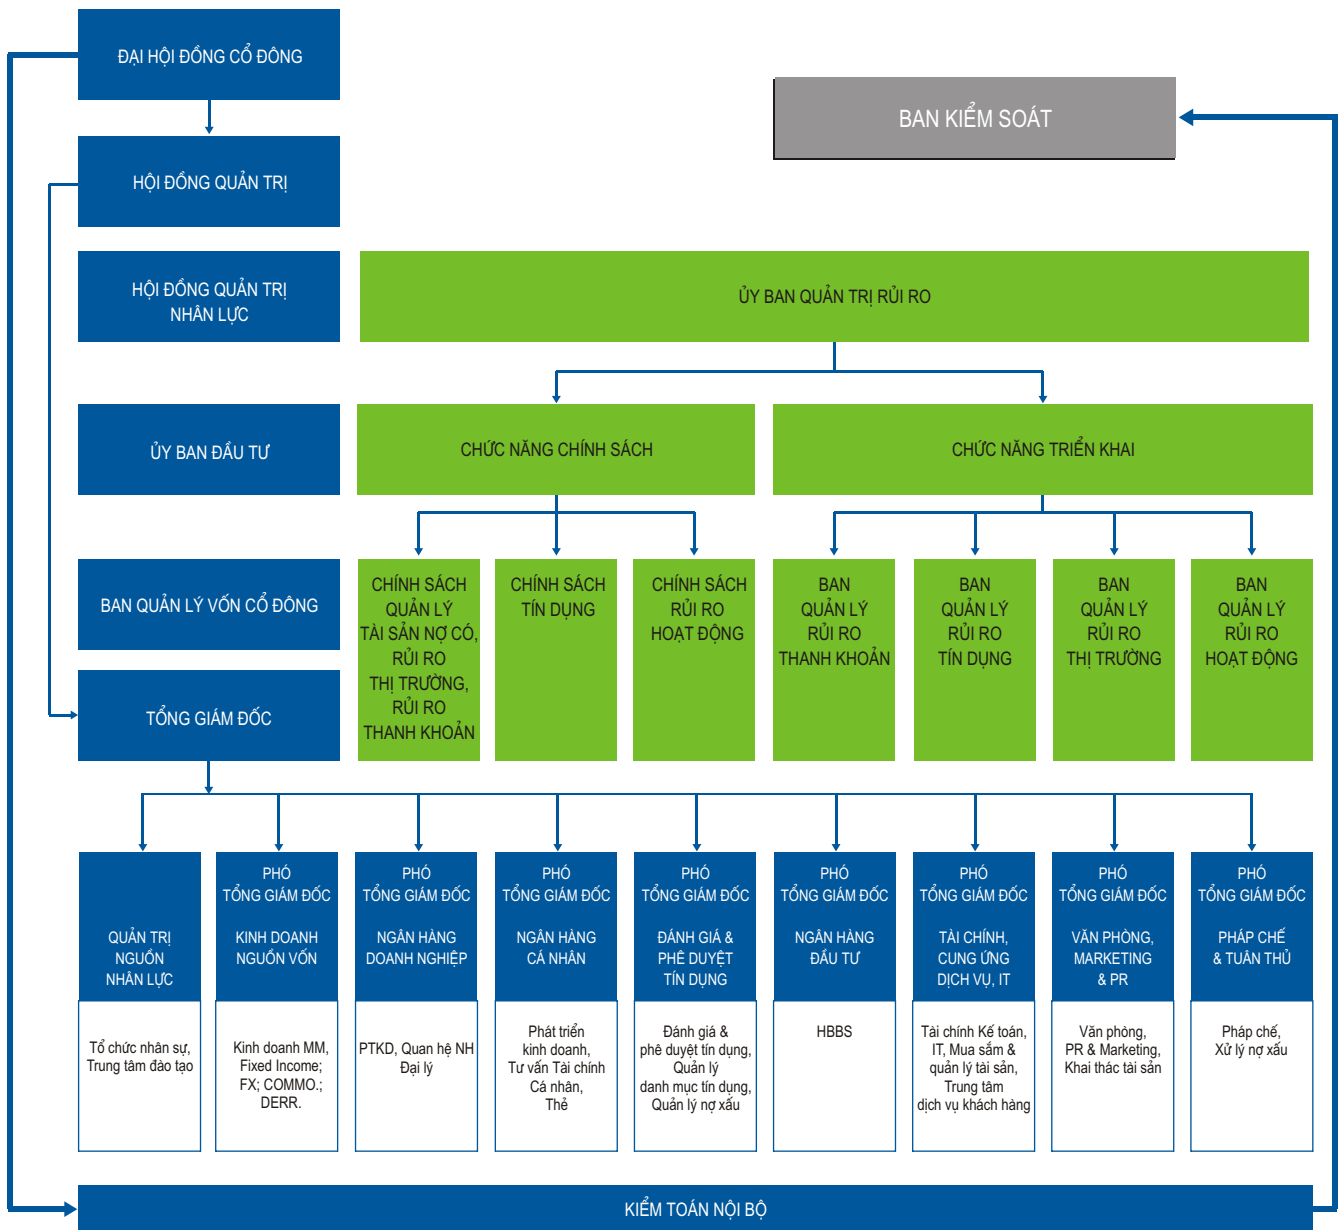 ĐẠI HỘI ĐỒNG CỔ ĐÔNG
BAN KIỂM SOÁT
HỘI ĐỒNG QUẢN TRỊ
HỘI ĐỒNG QUẢN TRỊ
NHÂN LỰC
ỦY BAN QUẢN TRỊ RỦI RO
ỦY BAN ĐẦU TƯ
CHỨC NĂNG CHÍNH SÁCH
CHỨC NĂNG TRIỂN KHAI
BAN QUẢN LÝ VỐN CỔ ĐÔNG
CHÍNH SÁCH
QUẢN LÝ
TÀI SẢN NỢ CÓ,
RỦI RO
THỊ TRƯỜNG,
RỦI RO
THANH KHOẢN
CHÍNH SÁCH
TÍN DỤNG
CHÍNH SÁCH
RỦI RO
HOẠT ĐỘNG
BAN
QUẢN LÝ
RỦI RO
THANH KHOẢN
BAN
QUẢN LÝ
RỦI RO
TÍN DỤNG
BAN
QUẢN LÝ
RỦI RO
THỊ TRƯỜNG
BAN
QUẢN LÝ
RỦI RO
HOẠT ĐỘNG
TỔNG GIÁM ĐỐC
QUẢN TRỊ
NGUỒN
NHÂN LỰC
PHÓ
TỔNG GIÁM ĐỐC
KINH DOANH
NGUỒN VỐN
PHÓ
TỔNG GIÁM ĐỐC
NGÂN HÀNG
DOANH NGHIỆP
PHÓ
TỔNG GIÁM ĐỐC
NGÂN HÀNG
CÁ NHÂN
PHÓ
TỔNG GIÁM ĐỐC
ĐÁNH GIÁ &
PHÊ DUYỆT
TÍN DỤNG
PHÓ
TỔNG GIÁM ĐỐC
NGÂN HÀNG
ĐẦU TƯ
PHÓ
TỔNG GIÁM ĐỐC
TÀI CHÍNH,
CUNG ỨNG
DỊCH VỤ, IT
PHÓ
TỔNG GIÁM ĐỐC
VĂN PHÒNG,
MARKETING
& PR
PHÓ
TỔNG GIÁM ĐỐC
PHÁP CHẾ
& TUÂN THỦ
Tổ chức nhân sự,
Trung tâm đào tạo
Kinh doanh MM,
Fixed Income;
FX; COMMO.;
DERR.
PTKD, Quan hệ NH
Đại lý
Phát triển
kinh doanh,
Tư vấn Tài chính
Cá nhân,
Thẻ
Đánh giá &
phê duyệt tín dụng,
Quản lý
danh mục tín dụng,
Quản lý nợ xấu
HBBS
Tài chính Kế toán,
IT, Mua sắm &
quản lý tài sản,
Trung tâm
dịch vụ khách hàng
Văn phòng,
PR & Marketing,
Khai thác tài sản
Pháp chế,
Xử lý nợ xấu
KIỂM TOÁN NỘI BỘ